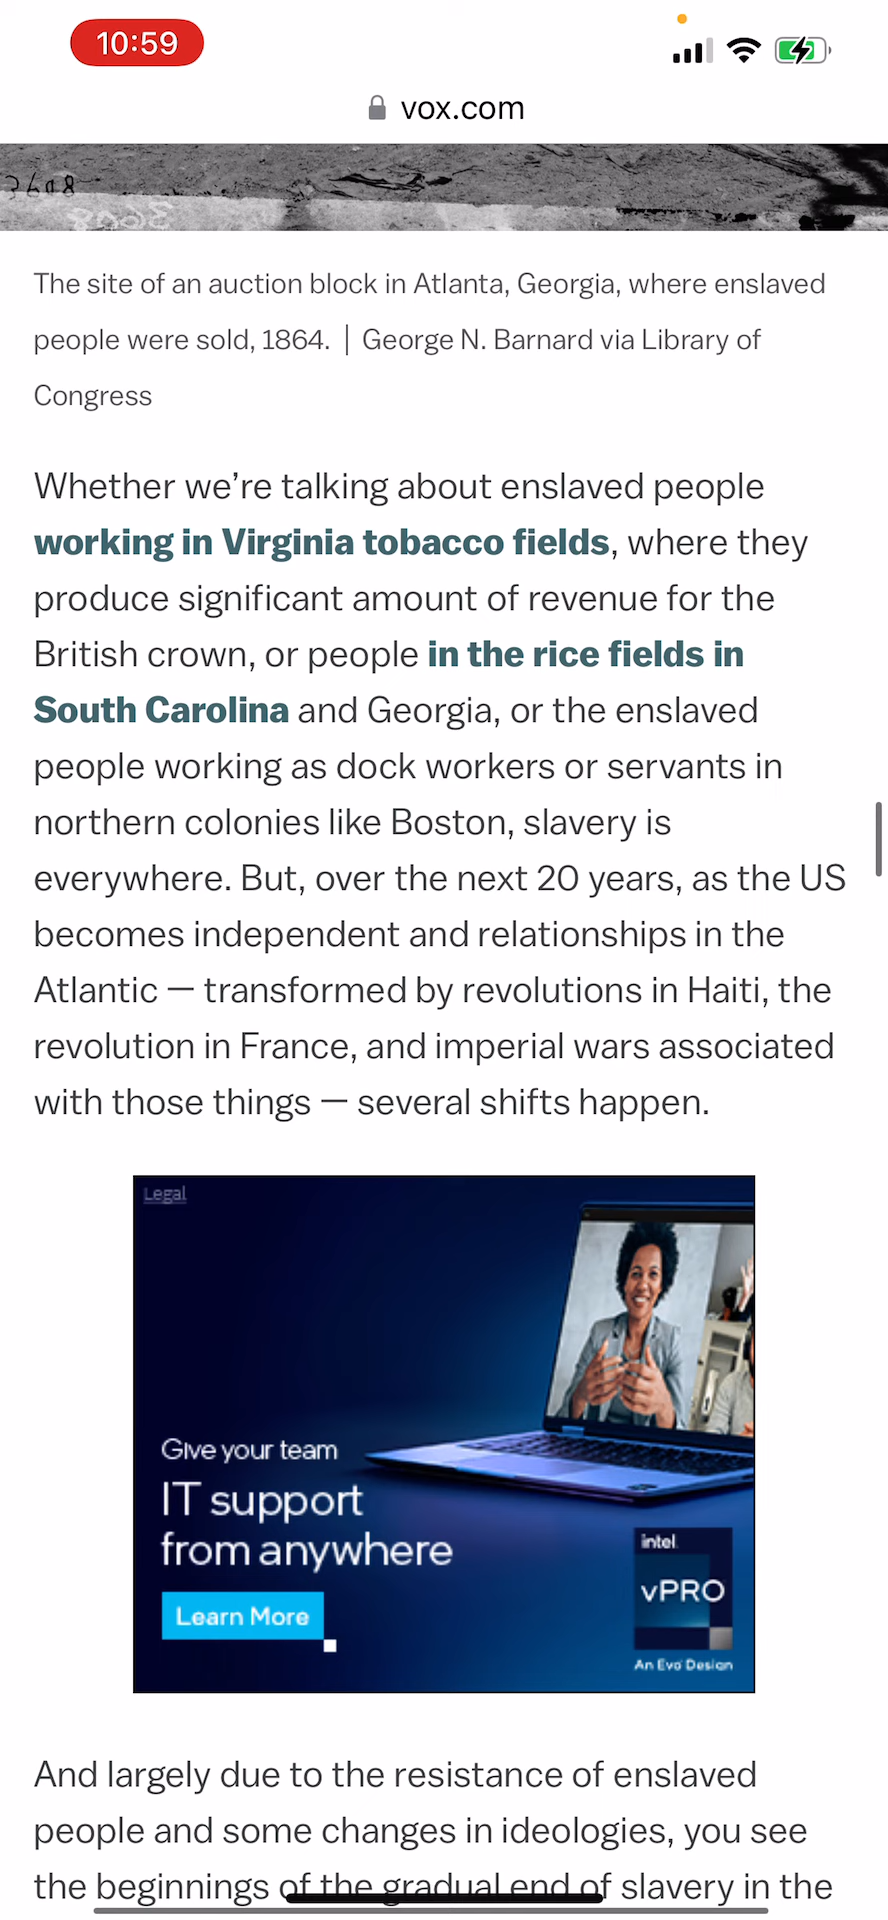 10:59
vox.com
The site of an auction block in Atlanta, Georgia, where enslaved
people were sold, 1864. | George N. Barnard via Library of
Congress
Whether we’re talking about enslaved people
working in Virginia tobacco fields, where they
produce significant amount of revenue for the
British crown, or people in the rice fields in
South Carolina and Georgia, or the enslaved
people working as dock workers or servants in
northern colonies like Boston, slavery is
everywhere. But, over the next 20 years, as the US
becomes independent and relationships in the
Atlantic — transformed by revolutions in Haiti, the
revolution in France, and imperial wars associated
with those things — several shifts happen.
Legal
Give your team
IT support
from anywhere
Learn More
intel
vPRO
An Evo Design
And largely due to the resistance of enslaved
people and some changes in ideologies, you see
the beginnings of the gradual end of slavery in the